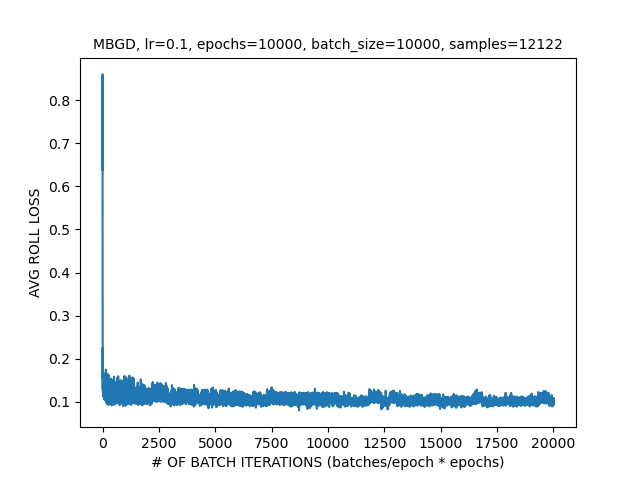 MBGD, lr=0.1, epochs=10000, batch_size=10000, samples=12122
0.8
0.7
0.6
0.5
0.4
0.3
0.2
0.1
AVG ROLL LOSS
0 2500 5000 7500 10000 12500 15000 17500 20000
# OF BATCH ITERATIONS (batches/epoch * epochs)